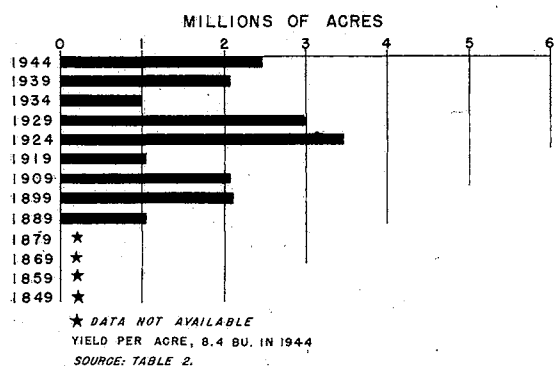 MILLIONS OF ACRES
0 1 2 3 4 5 6
1944
1939
1934
1929
1924
1919
1909
1899
1889
1879 ★
1869 ★
1859 ★
1849 ★
★ DATA NOT AVAILABLE
YIELD PER ACRE, 8.4 BU. IN 1944
SOURCE: TABLE 2.